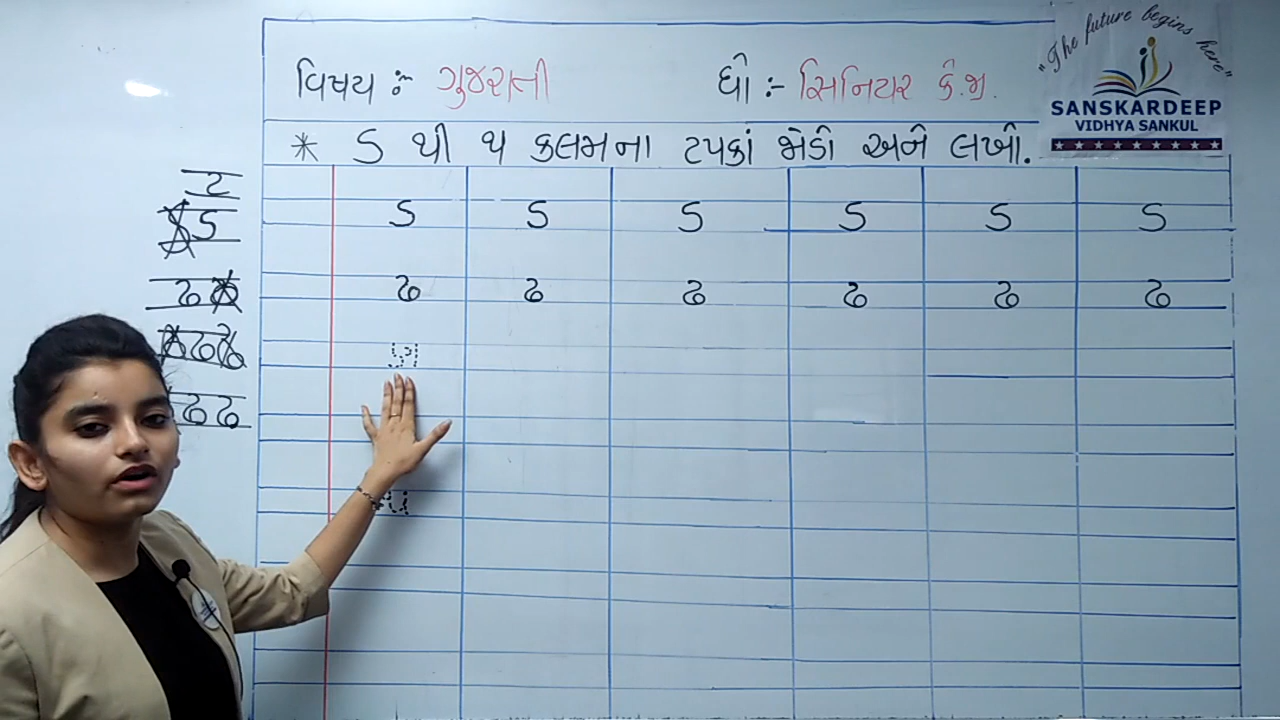 "The future begins here"
SANSKARDEEP
VIDHYA SANKUL
વિષય :- ગુજરાતી ધો :- સિનિયર કે.જી.
* ડ થી થ કલમના ટપકાં જોડો અને લખો.
ટ
ડ ડ ડ ડ ડ ડ ડ
ઢ ઢ ઢ ઢ ઢ ઢ ઢ
ઢ ણ
ઢ ઢ